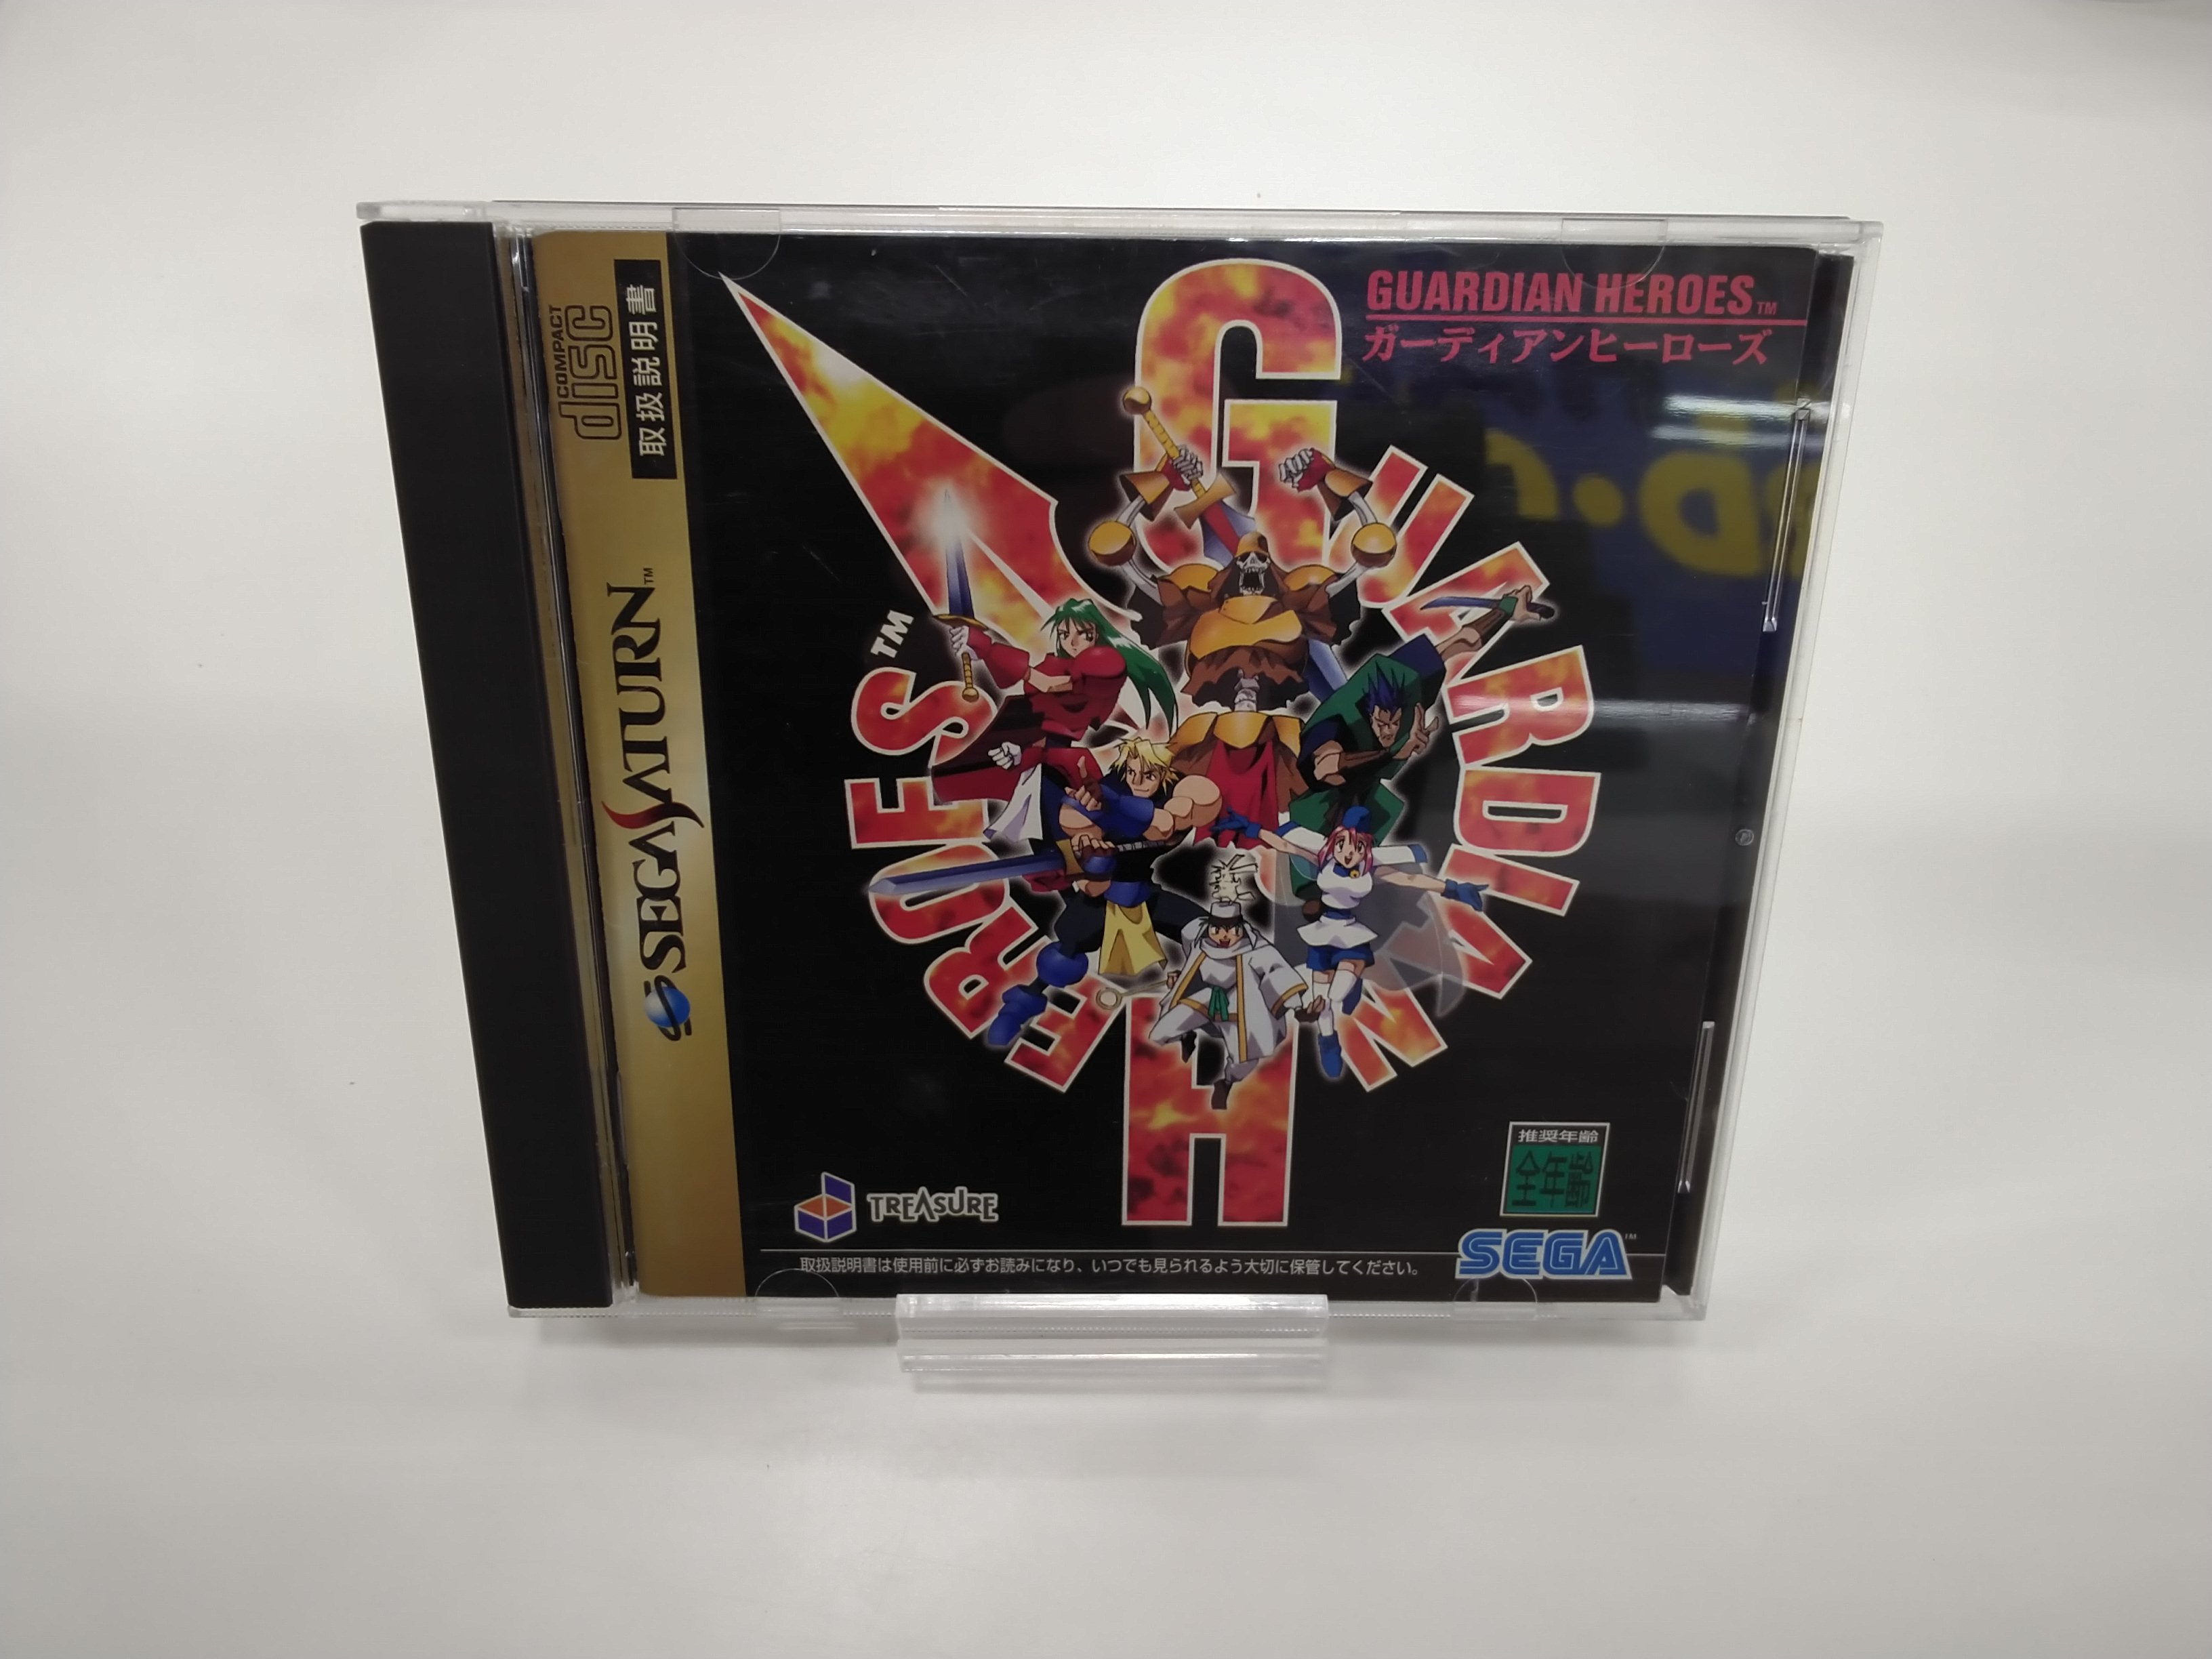 GUARDIAN HEROES™
ガーディアンヒーローズ
COMPACT
disc
取扱説明書
SEGA SATURN™
GUARDIAN
HEROES™
TREASURE
推奨年齢
全年齢
SEGA™
取扱説明書は使用前に必ずお読みになり、いつでも見られるよう大切に保管してください。